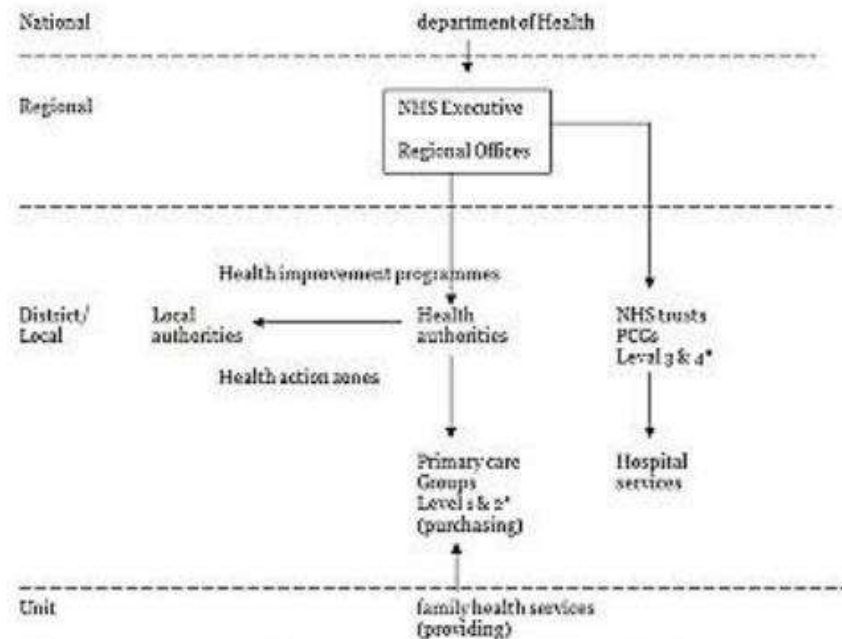 National department of Health
Regional NHS Executive
Regional Offices
Health improvement programmes
District/ Local Health NHS trusts
Local authorities authorities PCGs
Level 3 & 4*
Health action zones
Primary care Hospital
Groups services
Level 1 & 2*
(purchasing)
Unit family health services
(providing)